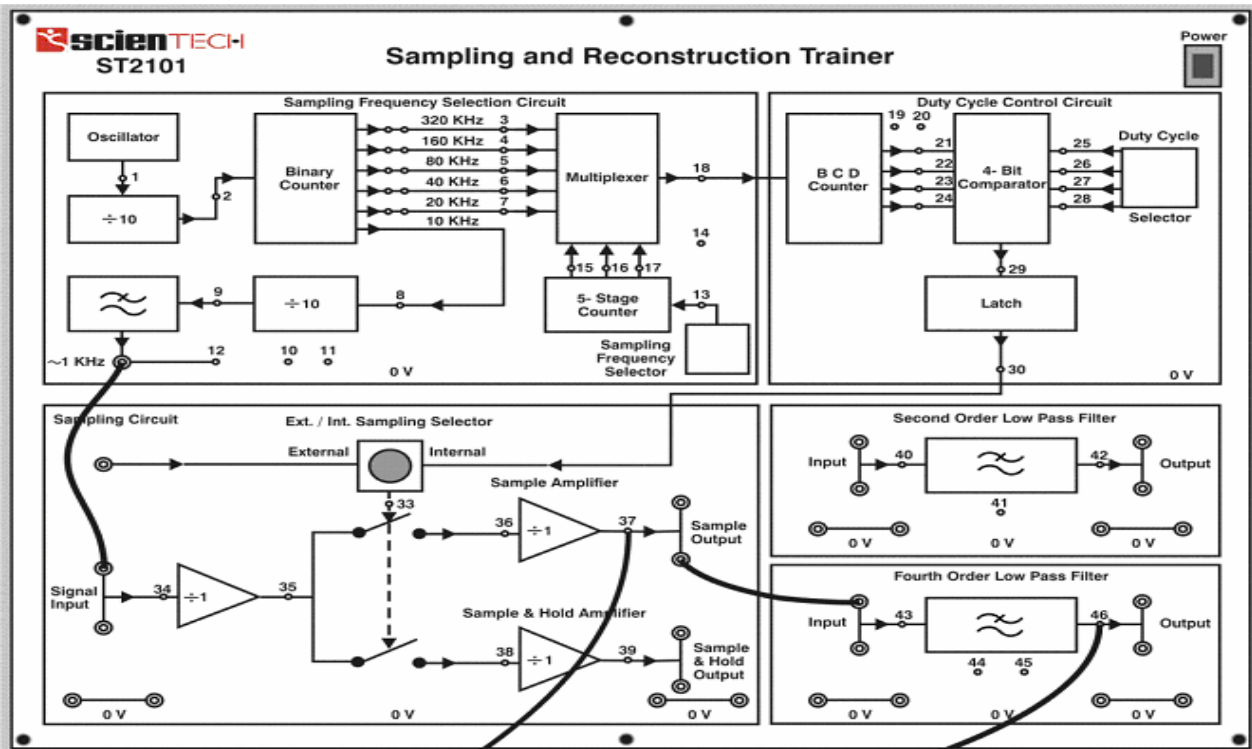 scienTECH
ST2101
Sampling and Reconstruction Trainer
Power
Sampling Frequency Selection Circuit
Oscillator
1
÷10
2
Binary
Counter
320 KHz 3
160 KHz 4
80 KHz 5
40 KHz 6
20 KHz 7
10 KHz
Multiplexer
18
14
15 16 17
5- Stage
Counter
13
Sampling
Frequency
Selector
8
÷10
9
~1 KHz
12
10 11
0 V
Duty Cycle Control Circuit
19 20
B C D
Counter
21
22
23
24
4- Bit
Comparator
25
26
27
28
Duty Cycle
Selector
29
Latch
30
0 V
Sampling Circuit
Ext. / Int. Sampling Selector
External
Internal
33
Sample Amplifier
36
÷1
37
Sample
Output
Signal
Input
34
÷1
35
Sample & Hold Amplifier
38
÷1
39
Sample
& Hold
Output
0 V
0 V
0 V
Second Order Low Pass Filter
Input
40
42
Output
41
0 V
0 V
0 V
Fourth Order Low Pass Filter
Input
43
46
Output
44 45
0 V
0 V
0 V